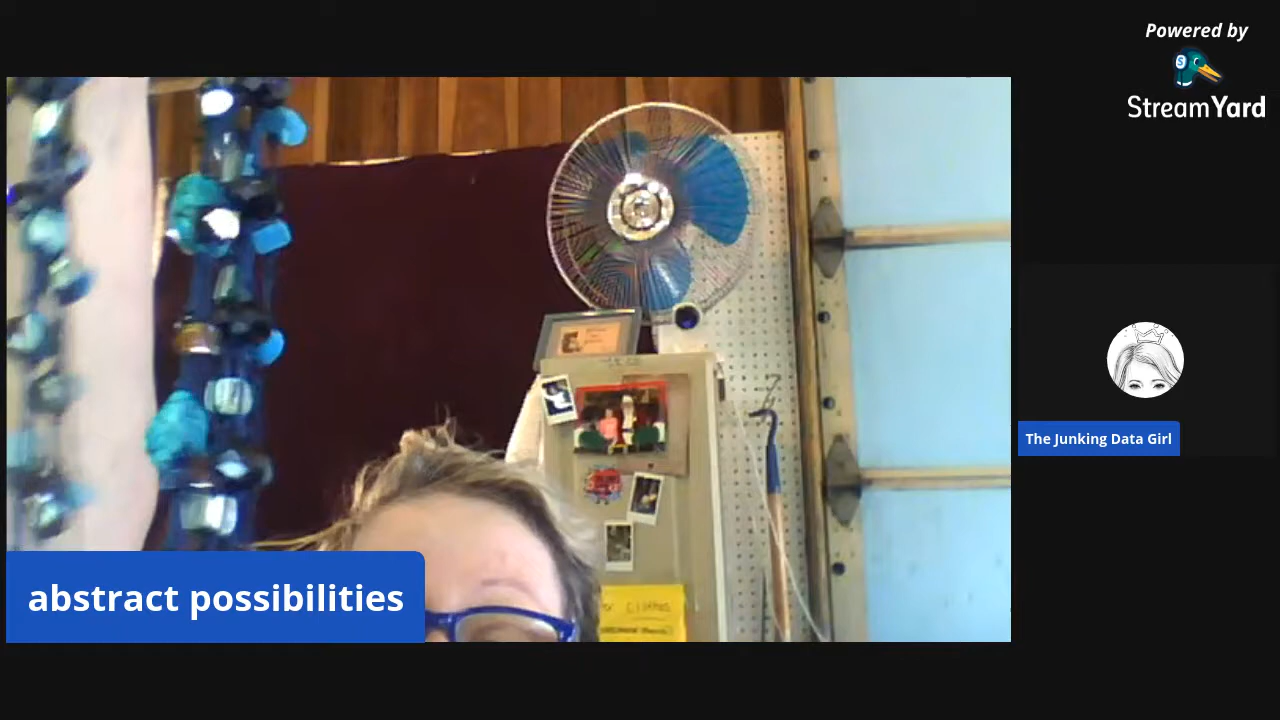 Powered by
StreamYard
abstract possibilities
The Junking Data Girl